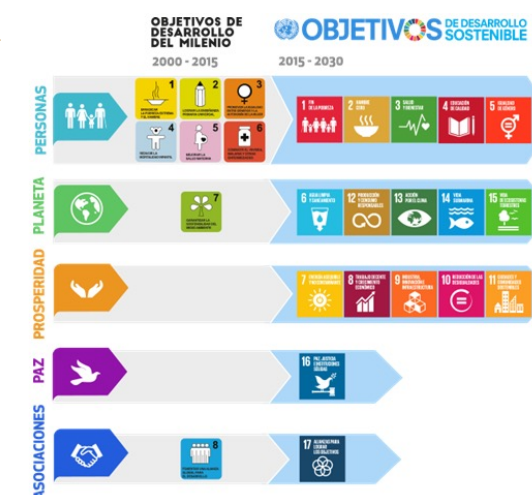 OBJETIVOS DE
DESARROLLO
DEL MILENIO
2000 - 2015
OBJETIVOS DE DESARROLLO
SOSTENIBLE
2015 - 2030
PERSONAS
1
2
3
4
5
6
1 FIN
DE LA POBREZA
2 HAMBRE
CERO
3 SALUD
Y BIENESTAR
4 EDUCACIÓN
DE CALIDAD
5 IGUALDAD
DE GÉNERO
PLANETA
7
6 AGUA LIMPIA
Y SANEAMIENTO
12 PRODUCCIÓN
Y CONSUMO
RESPONSABLES
13 ACCIÓN
POR EL CLIMA
14 VIDA
SUBMARINA
15 VIDA
DE ECOSISTEMAS
TERRESTRES
PROSPERIDAD
7
8 TRABAJO DECENTE
Y CRECIMIENTO
ECONÓMICO
9 INDUSTRIA,
INNOVACIÓN E
INFRAESTRUCTURA
10 REDUCCIÓN DE LAS
DESIGUALDADES
11 CIUDADES Y
COMUNIDADES
SOSTENIBLES
PAZ
16 PAZ, JUSTICIA
E INSTITUCIONES
SÓLIDAS
ASOCIACIONES
8
17 ALIANZAS PARA
LOGRAR
LOS OBJETIVOS